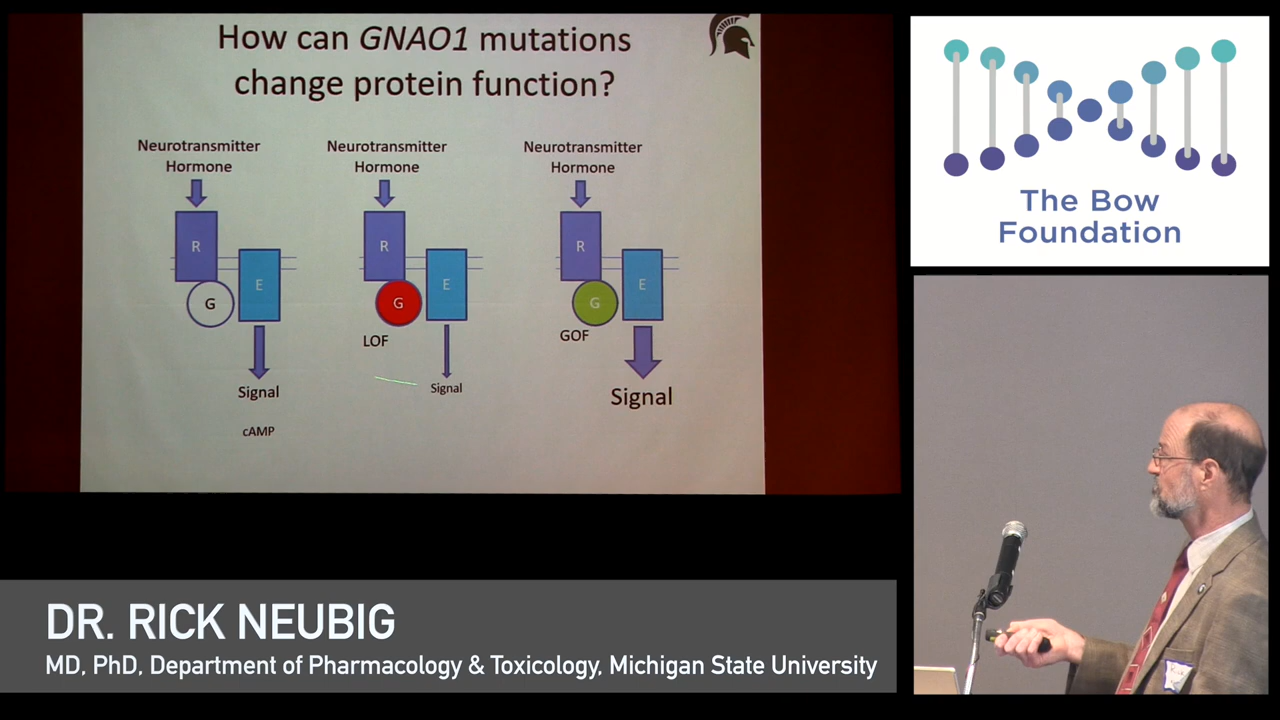 How can GNAO1 mutations
change protein function?
Neurotransmitter
Hormone
R
G
E
Signal
cAMP
Neurotransmitter
Hormone
R
G
E
LOF
Signal
Neurotransmitter
Hormone
R
G
E
GOF
Signal
The Bow
Foundation
DR. RICK NEUBIG
MD, PhD, Department of Pharmacology & Toxicology, Michigan State University